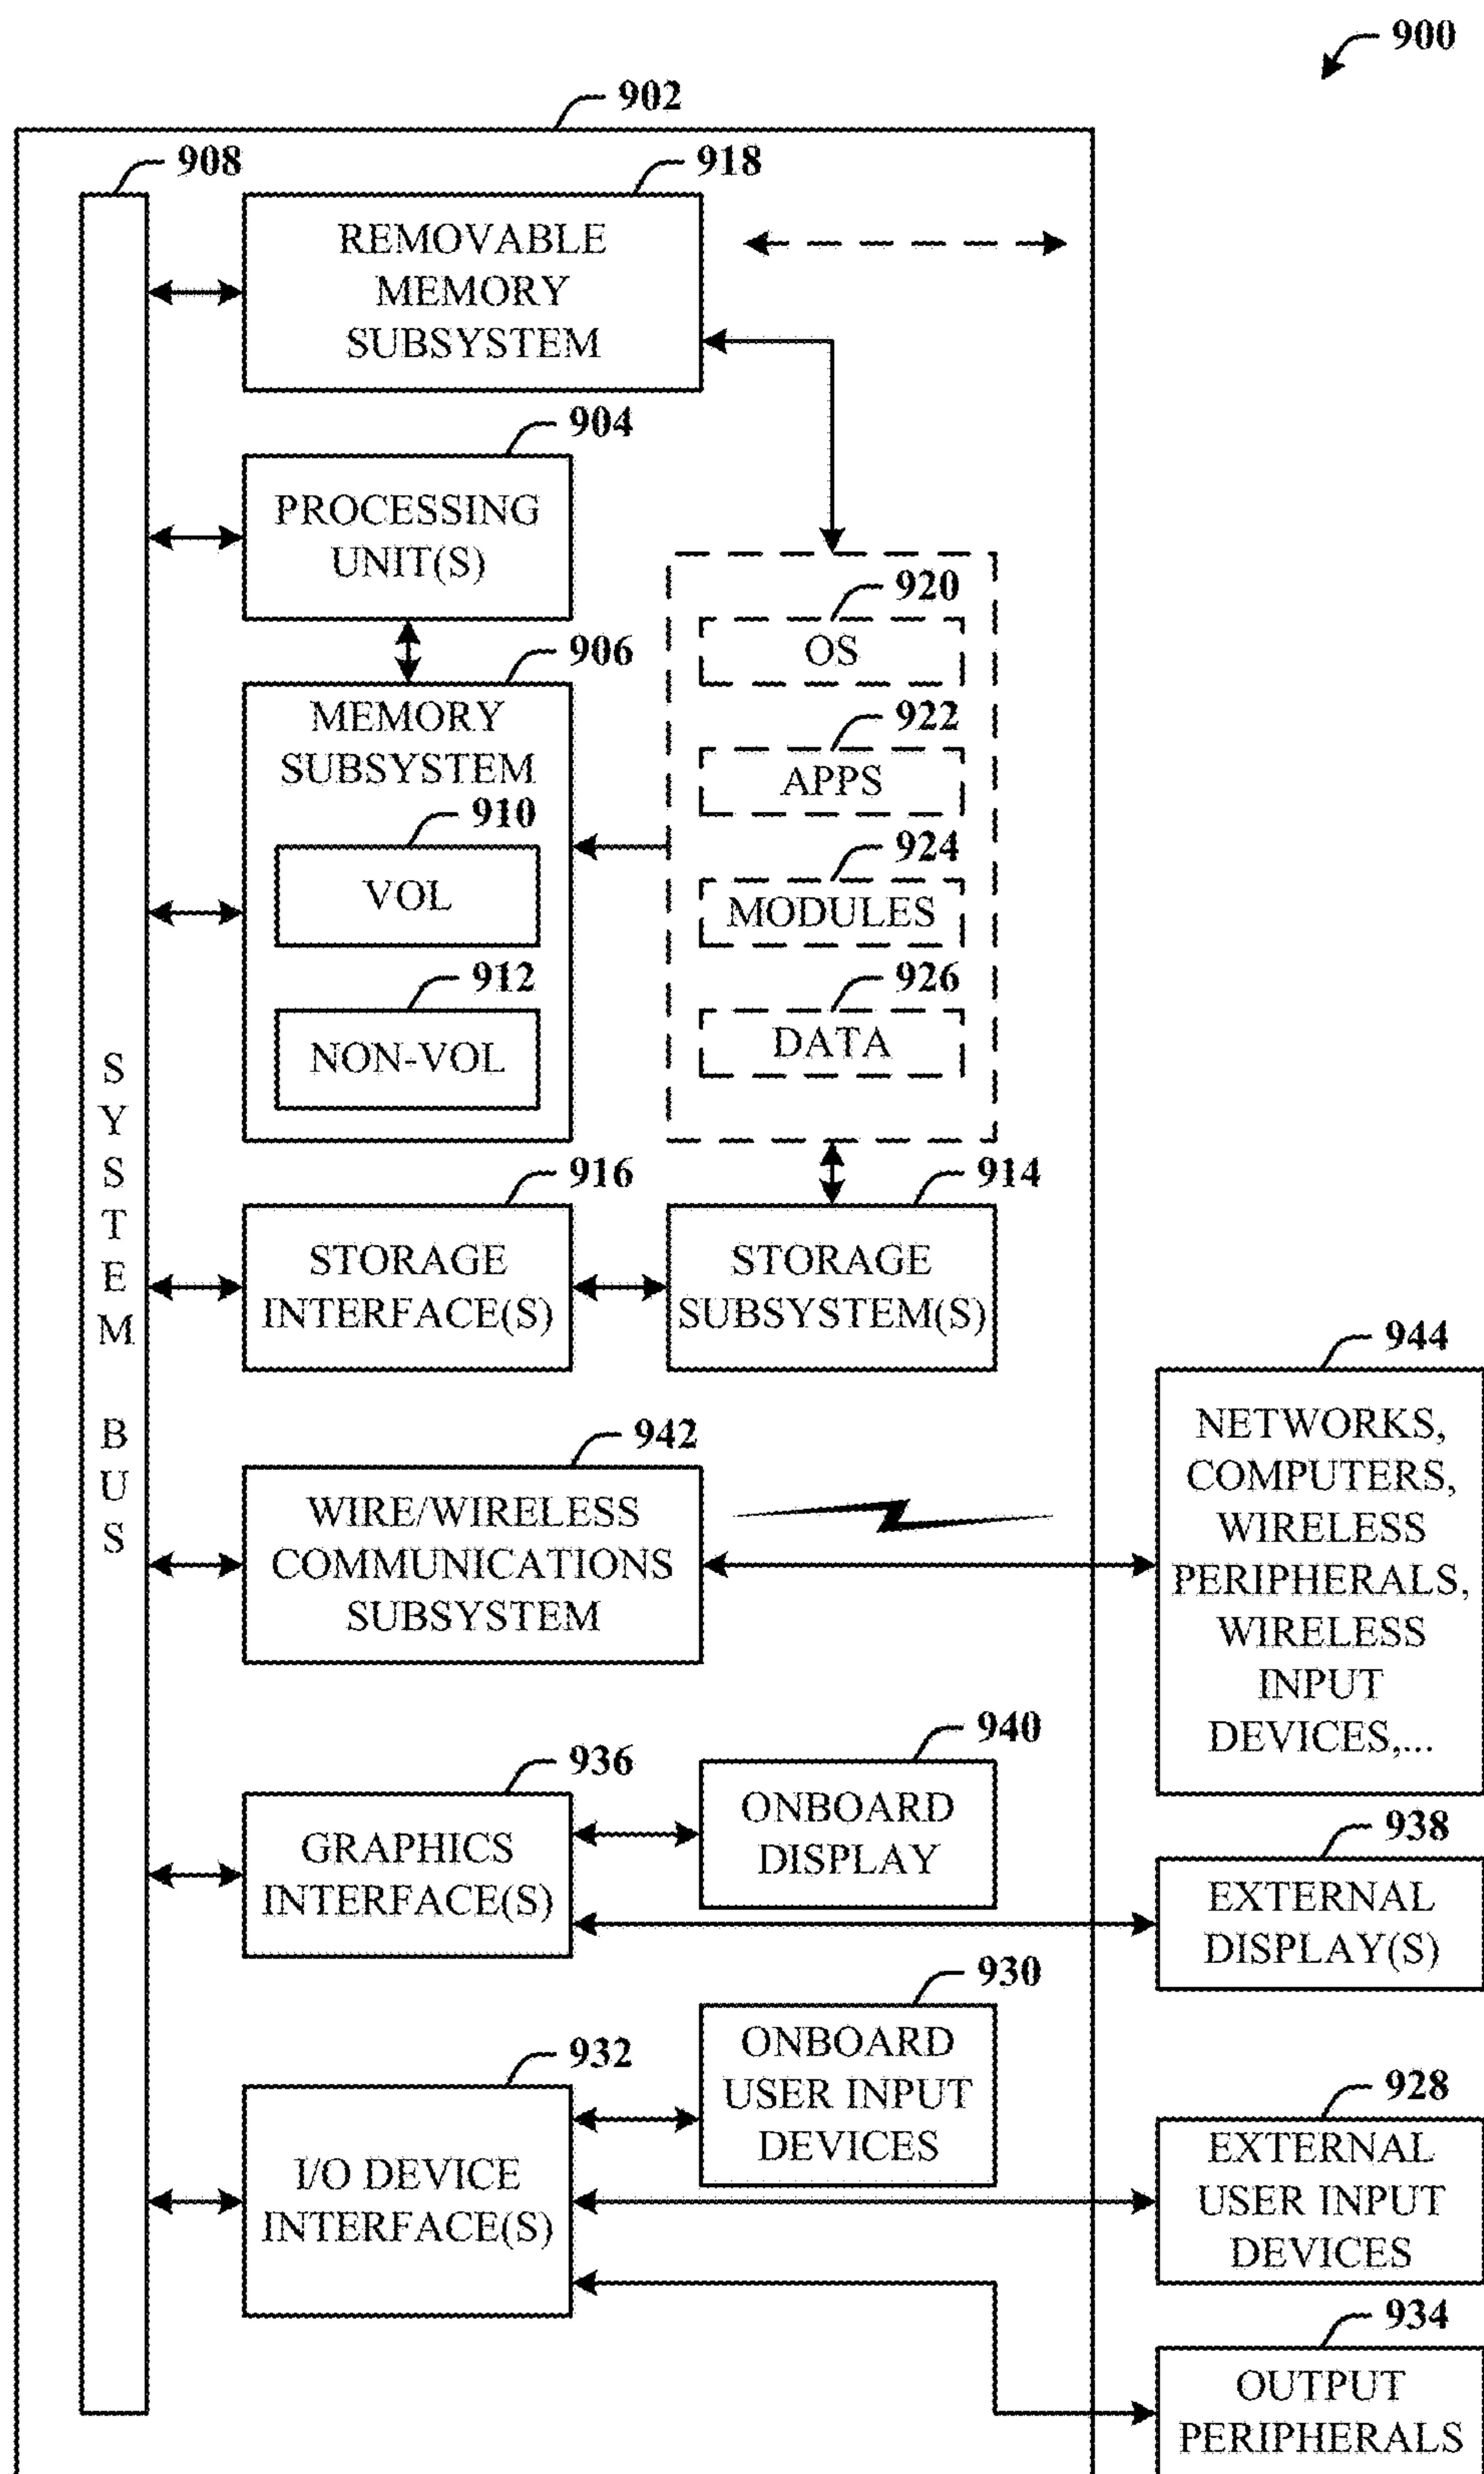 900
902
908
918
REMOVABLE
MEMORY
SUBSYSTEM
904
PROCESSING
UNIT(S)
906
MEMORY
SUBSYSTEM
910
VOL
912
NON-VOL
920
OS
922
APPS
924
MODULES
926
DATA
916
STORAGE
INTERFACE(S)
914
STORAGE
SUBSYSTEM(S)
SYSTEM BUS
942
WIRE/WIRELESS
COMMUNICATIONS
SUBSYSTEM
944
NETWORKS,
COMPUTERS,
WIRELESS
PERIPHERALS,
WIRELESS
INPUT
DEVICES,...
936
GRAPHICS
INTERFACE(S)
940
ONBOARD
DISPLAY
938
EXTERNAL
DISPLAY(S)
932
I/O DEVICE
INTERFACE(S)
930
ONBOARD
USER INPUT
DEVICES
928
EXTERNAL
USER INPUT
DEVICES
934
OUTPUT
PERIPHERALS